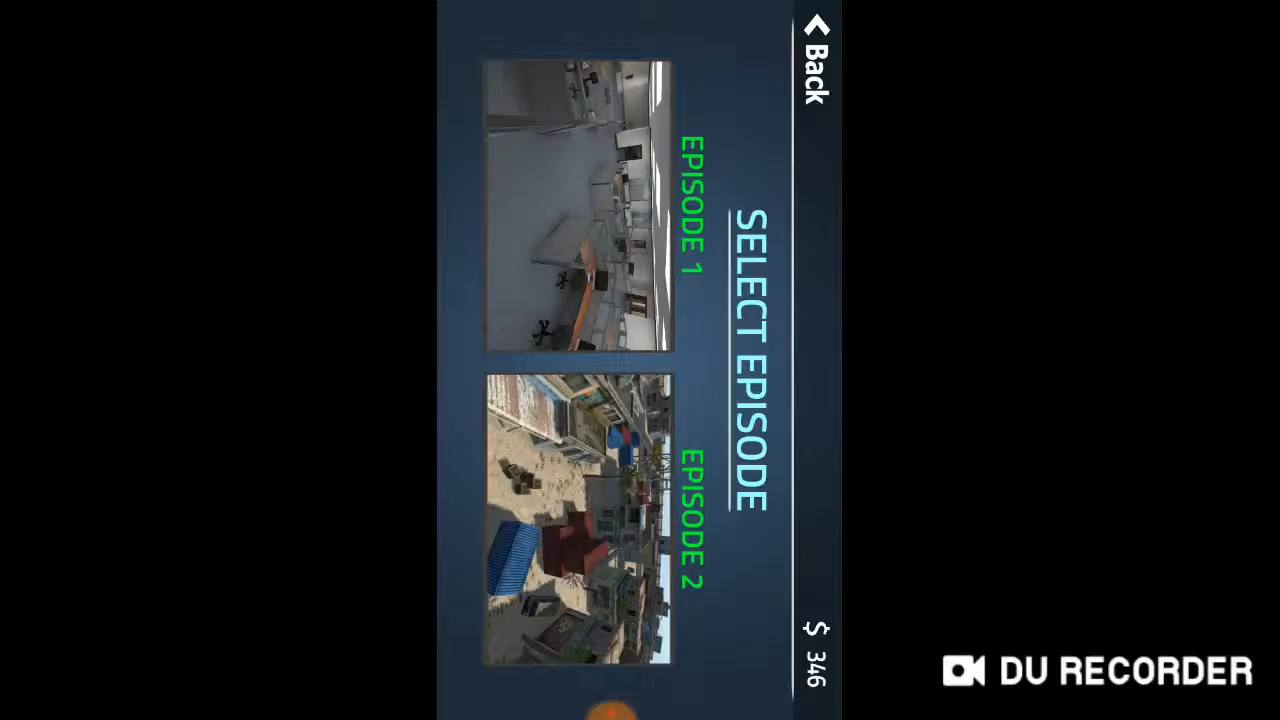 Back
$ 346
SELECT EPISODE
EPISODE 1
EPISODE 2
DU RECORDER